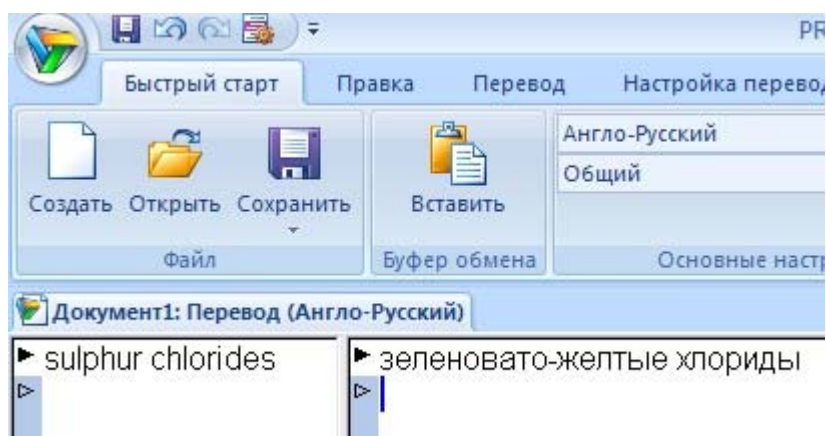 PR
Быстрый старт Правка Перевод Настройка перевод
Создать Открыть Сохранить Вставить
Англо-Русский
Общий
Файл Буфер обмена Основные настр
Документ1: Перевод (Англо-Русский)
sulphur chlorides зеленовато-желтые хлориды